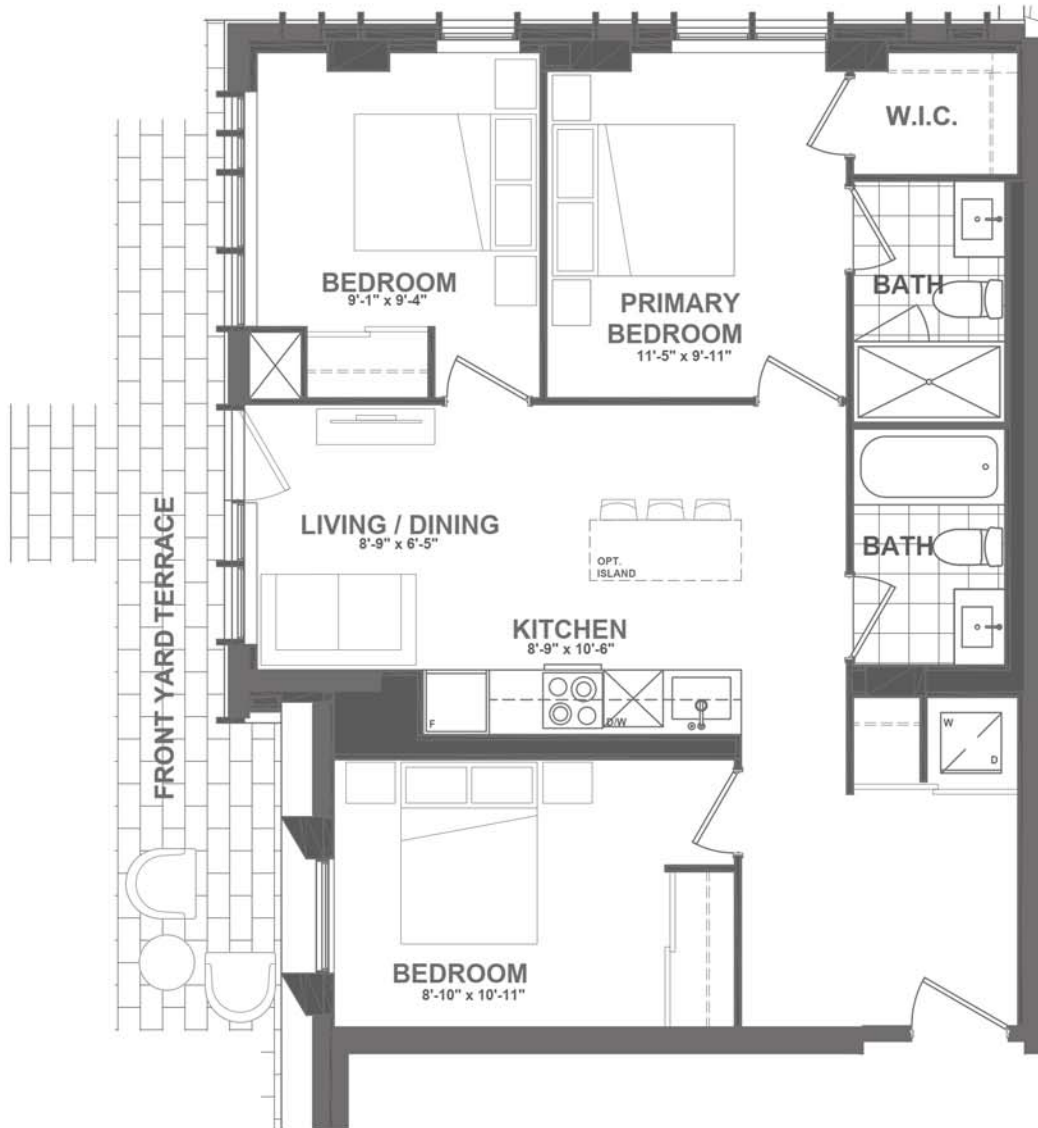 W.I.C.
BEDROOM
9'-1" x 9'-4"
PRIMARY
BEDROOM
11'-5" x 9'-11"
BATH
LIVING / DINING
8'-9" x 6'-5"
OPT.
ISLAND
BATH
KITCHEN
8'-9" x 10'-6"
FRONT YARD TERRACE
F
D/W
W
D
BEDROOM
8'-10" x 10'-11"